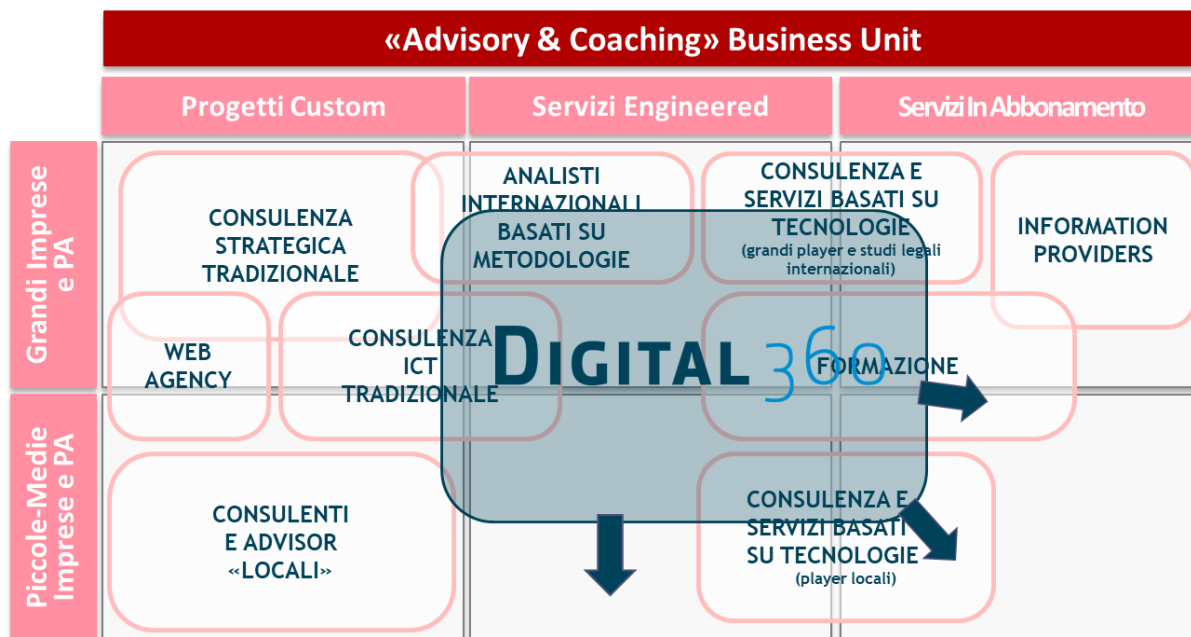 «Advisory & Coaching» Business Unit
Progetti Custom
Servizi Engineered
Servizi In Abbonamento
Grandi Imprese
e PA
CONSULENZA
STRATEGICA
TRADIZIONALE
ANALISTI
INTERNAZIONALI
BASATI SU
METODOLOGIE
CONSULENZA E
SERVIZI BASATI SU
TECNOLOGIE
(grandi player e studi legali
internazionali)
INFORMATION
PROVIDERS
WEB
AGENCY
CONSULENZA
ICT
TRADIZIONALE
DIGITAL 360
FORMAZIONE
Piccole-Medie
Imprese e PA
CONSULENTI
E ADVISOR
«LOCALI»
CONSULENZA E
SERVIZI BASATI
SU TECNOLOGIE
(player locali)